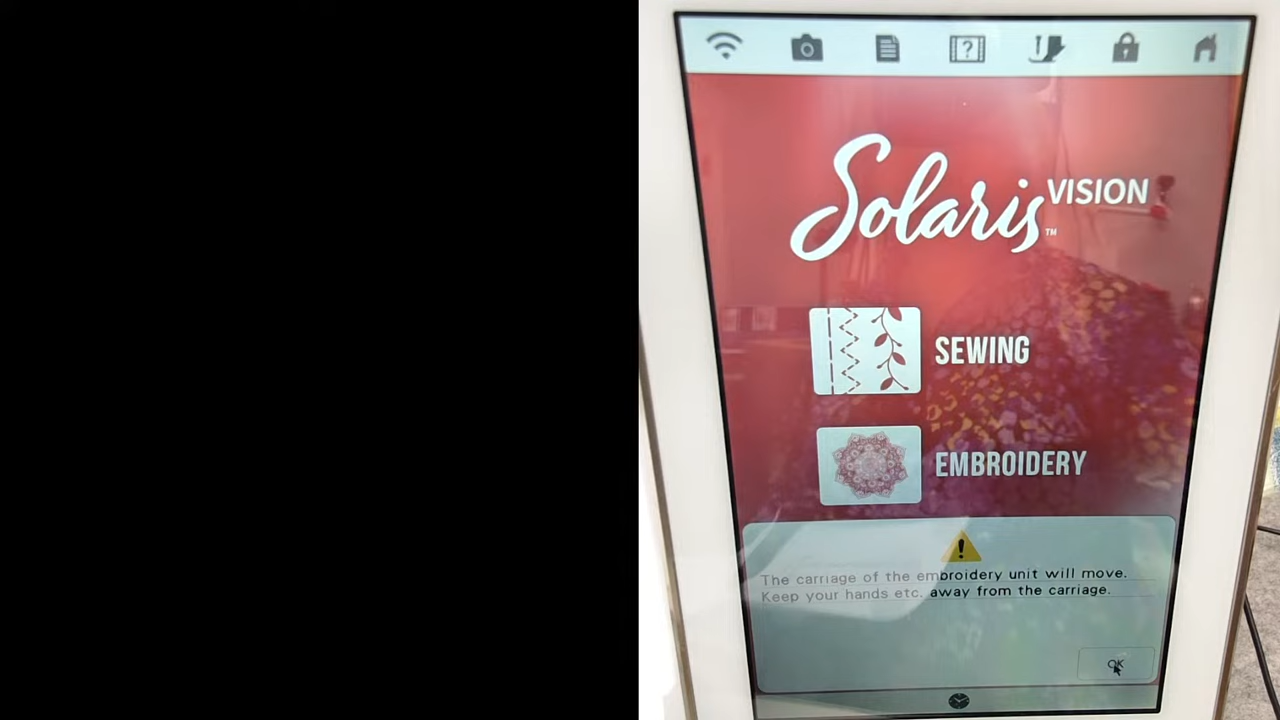 Solaris VISION™
SEWING
EMBROIDERY
The carriage of the embroidery unit will move.
Keep your hands etc. away from the carriage.
OK